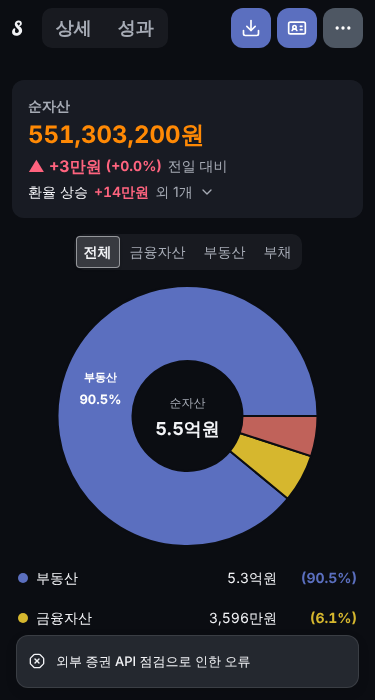 상세 성과
순자산
551,303,200원
▲ +3만원 (+0.0%) 전일 대비
환율 상승 +14만원 외 1개
전체 금융자산 부동산 부채
부동산
90.5%
순자산
5.5억원
부동산 5.3억원 (90.5%)
금융자산 3,596만원 (6.1%)
외부 증권 API 점검으로 인한 오류